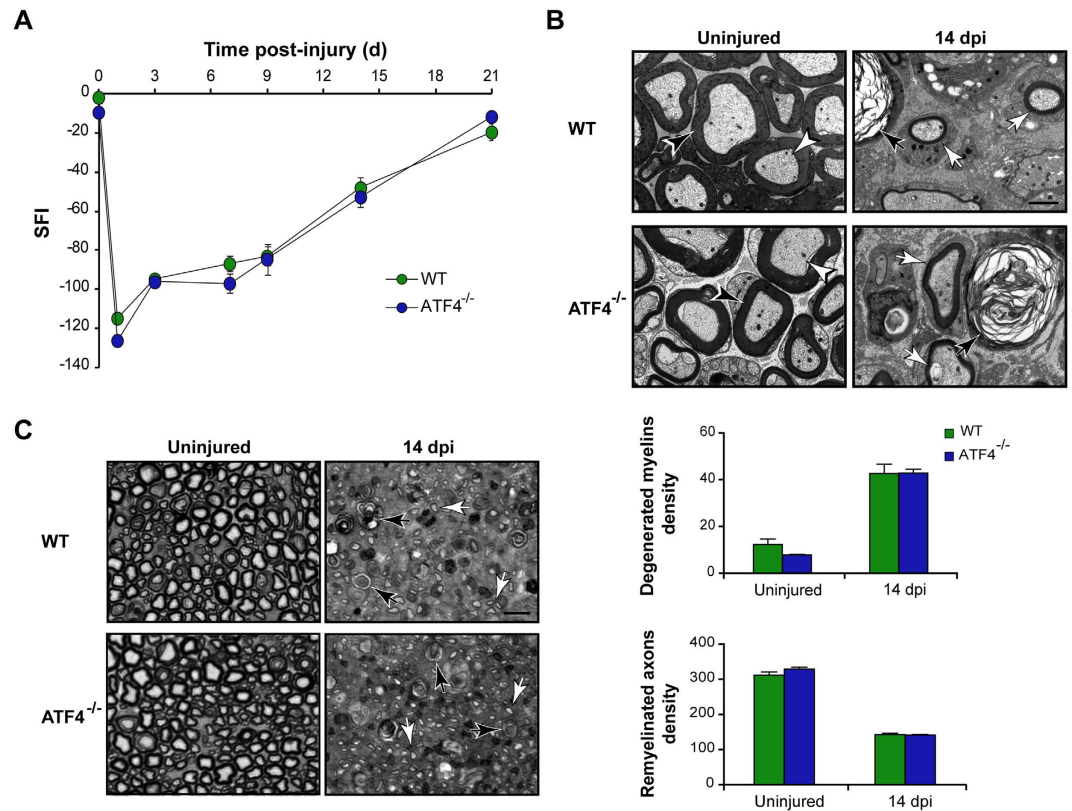 A
Time post-injury (d)
0 3 6 9 12 15 18 21
0
-20
-40
-60
-80
-100
-120
-140
SFI
WT
ATF4-/-
B
Uninjured 14 dpi
WT
ATF4-/-
C
Uninjured 14 dpi
WT
ATF4-/-
Degenerated myelins
density
60
40
20
0
WT
ATF4-/-
Uninjured 14 dpi
Remyelinated axons
density
400
300
200
100
0
Uninjured 14 dpi